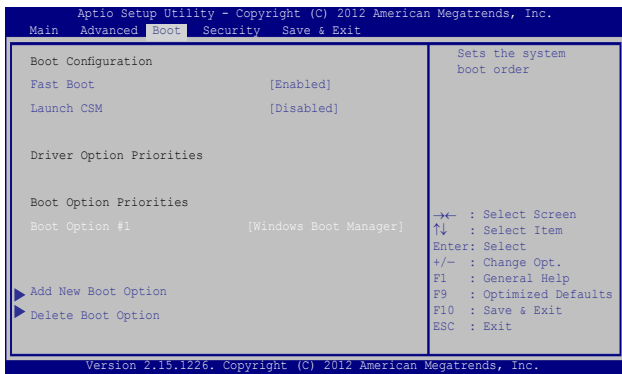 Aptio Setup Utility - Copyright (C) 2012 American Megatrends, Inc.
Main Advanced Boot Security Save & Exit
Boot Configuration
Fast Boot [Enabled]
Launch CSM [Disabled]
Driver Option Priorities
Boot Option Priorities
Boot Option #1 [Windows Boot Manager]
Add New Boot Option
Delete Boot Option
Sets the system
boot order
→← : Select Screen
↑↓ : Select Item
Enter: Select
+/— : Change Opt.
F1 : General Help
F9 : Optimized Defaults
F10 : Save & Exit
ESC : Exit
Version 2.15.1226. Copyright (C) 2012 American Megatrends, Inc.